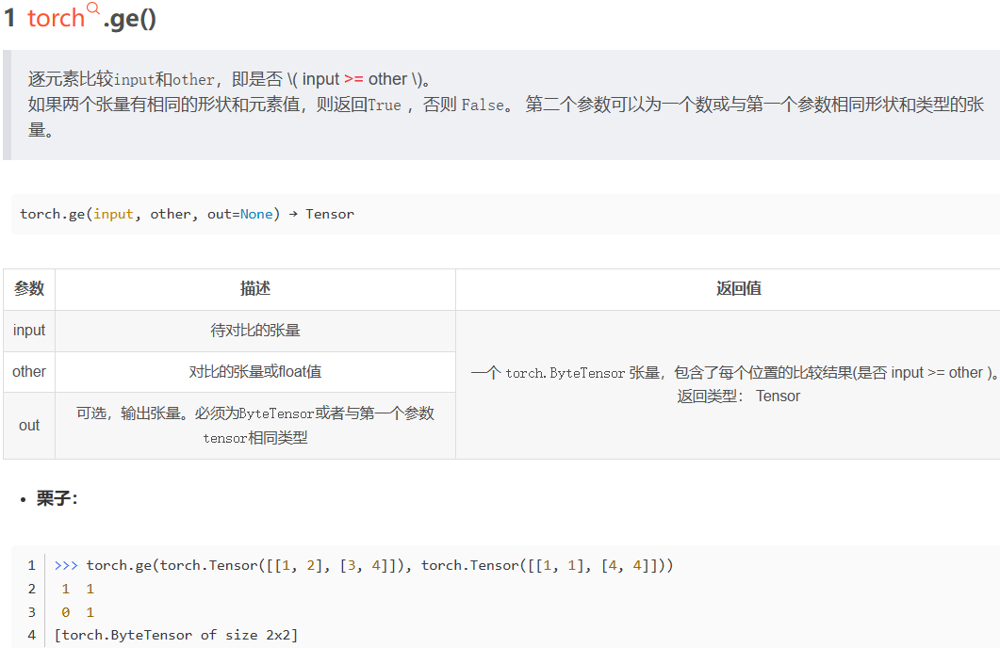 1 torch.ge()
逐元素比较input和other，即是否 \( input >= other \)。
如果两个张量有相同的形状和元素值，则返回True ，否则 False。 第二个参数可以为一个数或与第一个参数相同形状和类型的张
量。
torch.ge(input, other, out=None) → Tensor
参数 描述 返回值
input 待对比的张量
other 对比的张量或float值
一个 torch.ByteTensor 张量，包含了每个位置的比较结果(是否 input >= other )。
返回类型： Tensor
out 可选，输出张量。必须为ByteTensor或者与第一个参数
tensor相同类型
• 栗子：
1 >>> torch.ge(torch.Tensor([[1, 2], [3, 4]]), torch.Tensor([[1, 1], [4, 4]]))
2 1 1
3 0 1
4 [torch.ByteTensor of size 2x2]